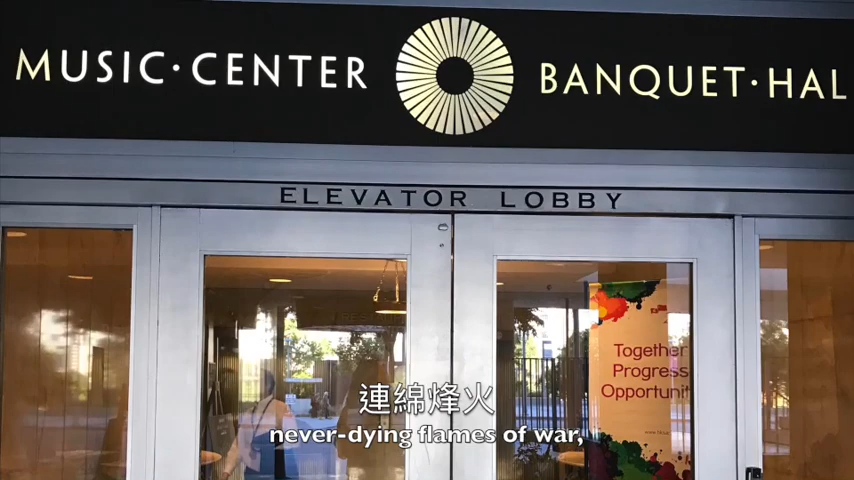 MUSIC·CENTER BANQUET·HAL
ELEVATOR LOBBY
Together
Progress
Opportunit
連綿烽火
never-dying flames of war,